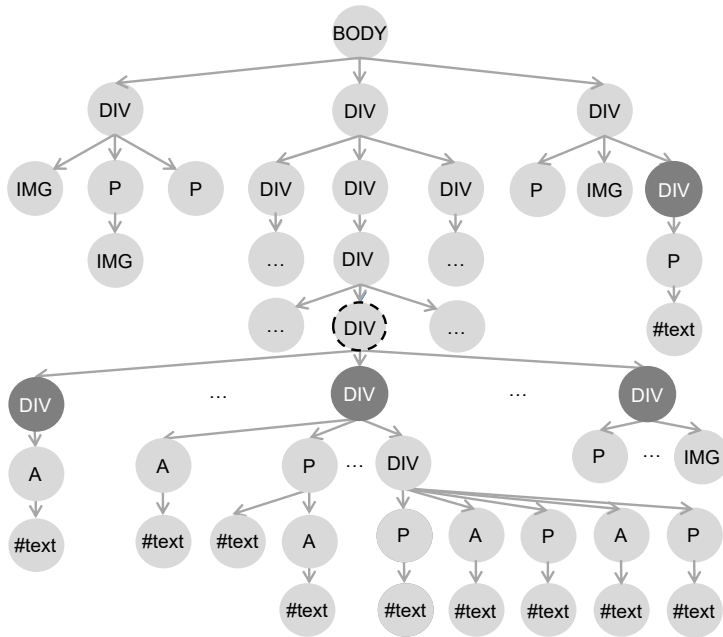 BODY
DIV DIV DIV
IMG P P DIV DIV DIV P IMG DIV
IMG ... DIV ... P
... DIV ... #text
DIV ... DIV ... DIV
A A P ... DIV P ... IMG
#text #text #text A P A P A P
#text #text #text #text #text #text